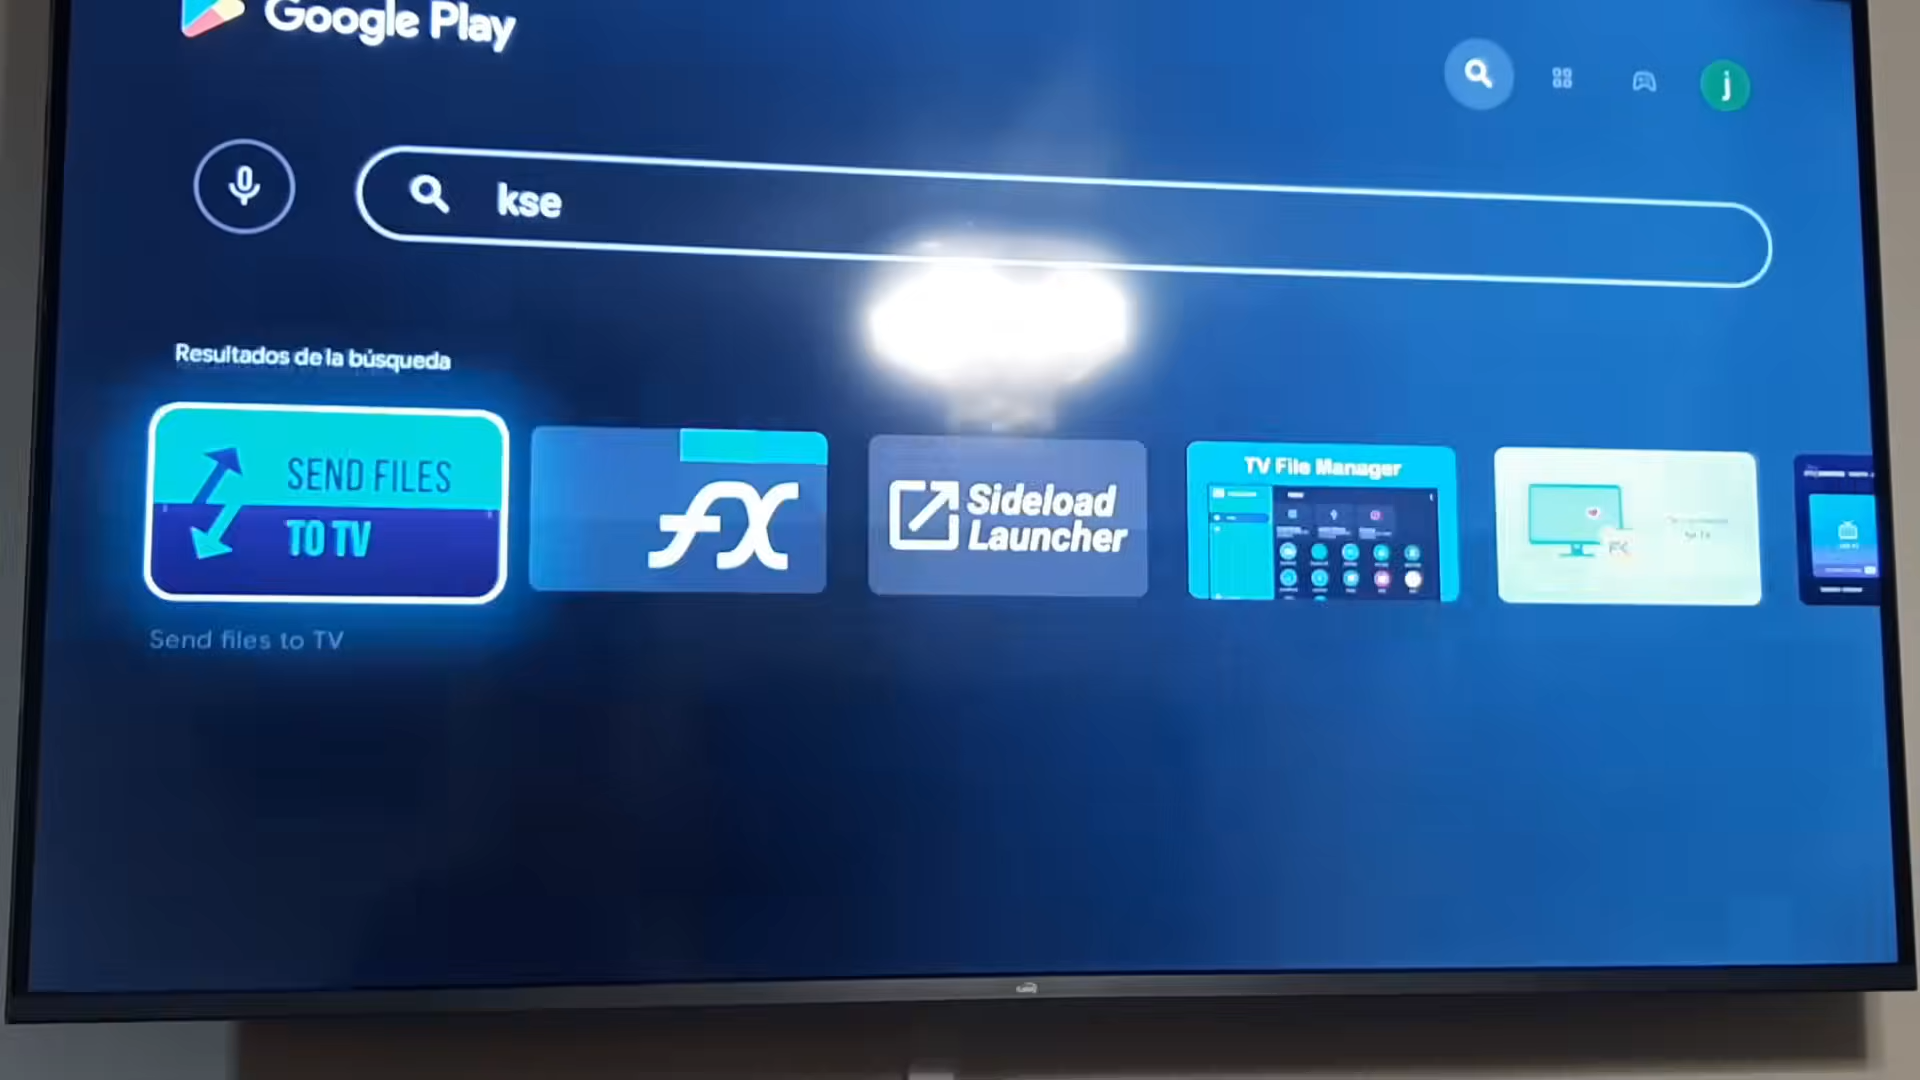 Google Play
j
kse
Resultados de la búsqueda
SEND FILES
TO TV
fX
Sideload
Launcher
TV File Manager
Send files to TV